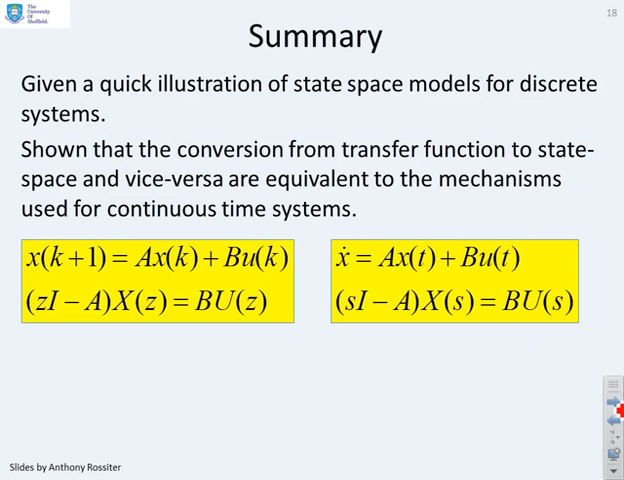 The
University
Of
Sheffield.
18
Summary
Given a quick illustration of state space models for discrete
systems.
Shown that the conversion from transfer function to state-
space and vice-versa are equivalent to the mechanisms
used for continuous time systems.
x(k+1) = Ax(k) + Bu(k)
(zI − A)X(z) = BU(z)
ẋ = Ax(t) + Bu(t)
(sI − A)X(s) = BU(s)
Slides by Anthony Rossiter